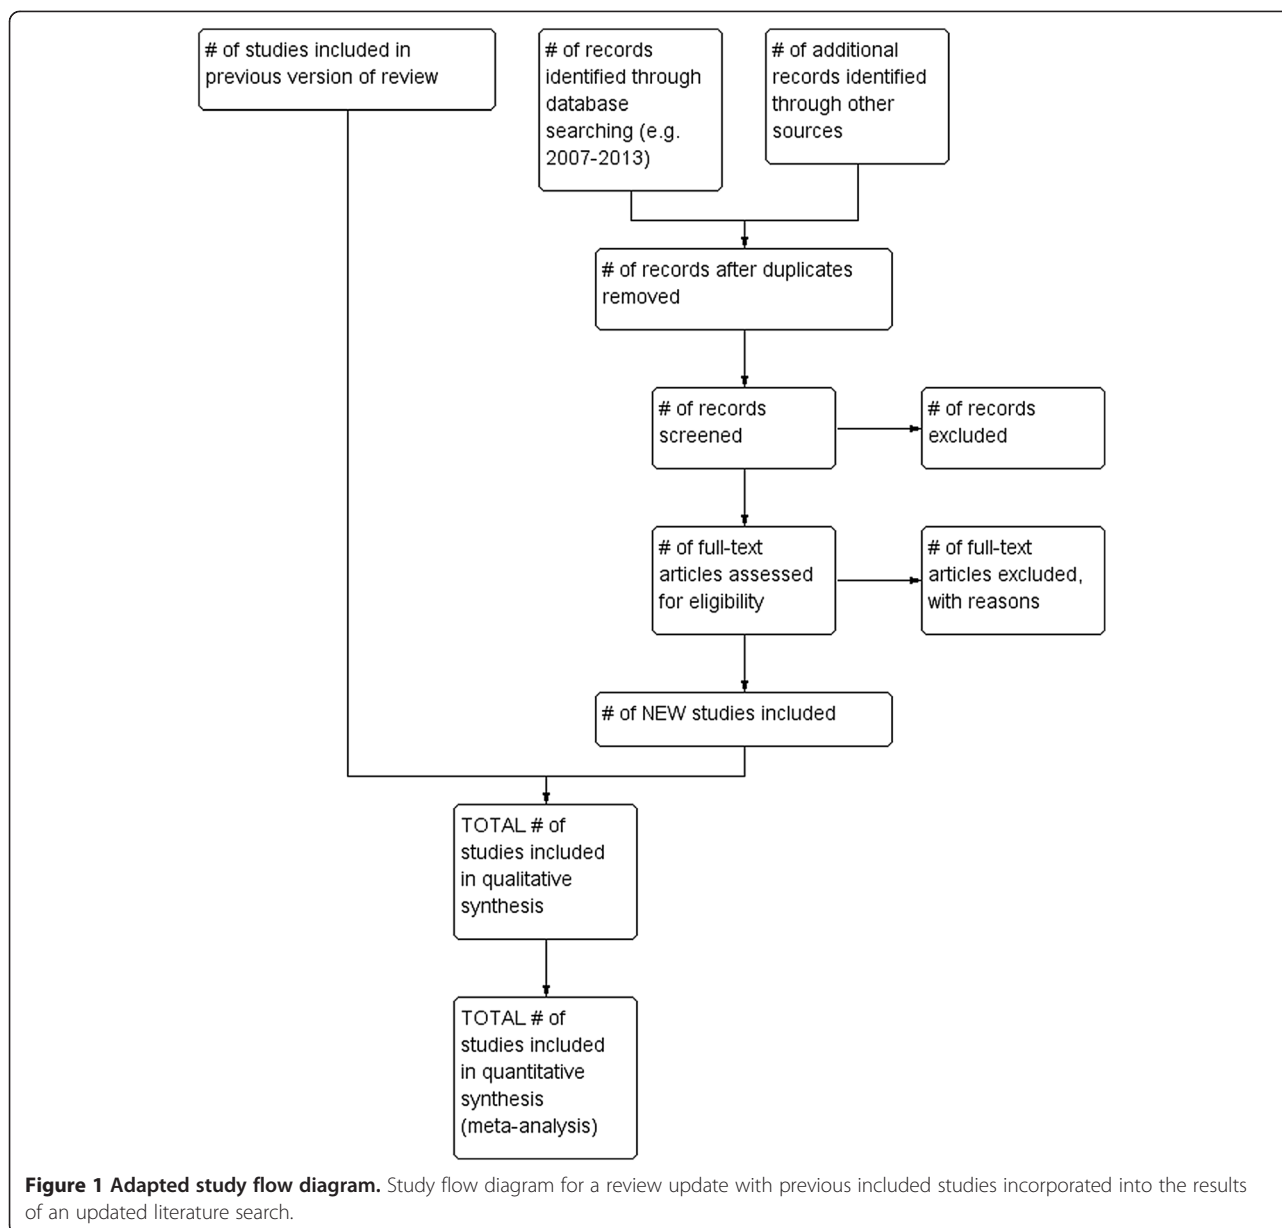 # of studies included in
previous version of review
# of records
identified through
database
searching (e.g.
2007-2013)
# of additional
records identified
through other
sources
# of records after duplicates
removed
# of records
screened
# of records
excluded
# of full-text
articles assessed
for eligibility
# of full-text
articles excluded,
with reasons
# of NEW studies included
TOTAL # of
studies included
in qualitative
synthesis
TOTAL # of
studies included
in quantitative
synthesis
(meta-analysis)
Figure 1 Adapted study flow diagram. Study flow diagram for a review update with previous included studies incorporated into the results
of an updated literature search.